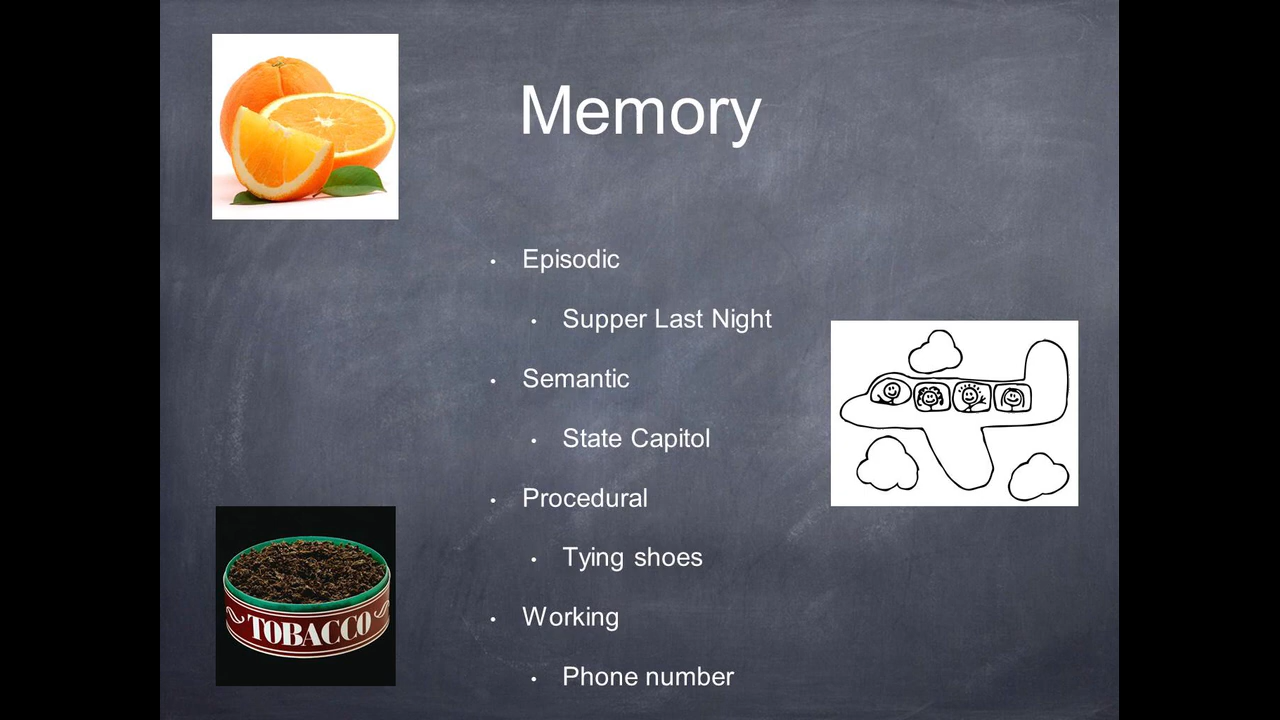 Memory
• Episodic
• Supper Last Night
• Semantic
• State Capitol
• Procedural
• Tying shoes
• Working
• Phone number
TOBACCO